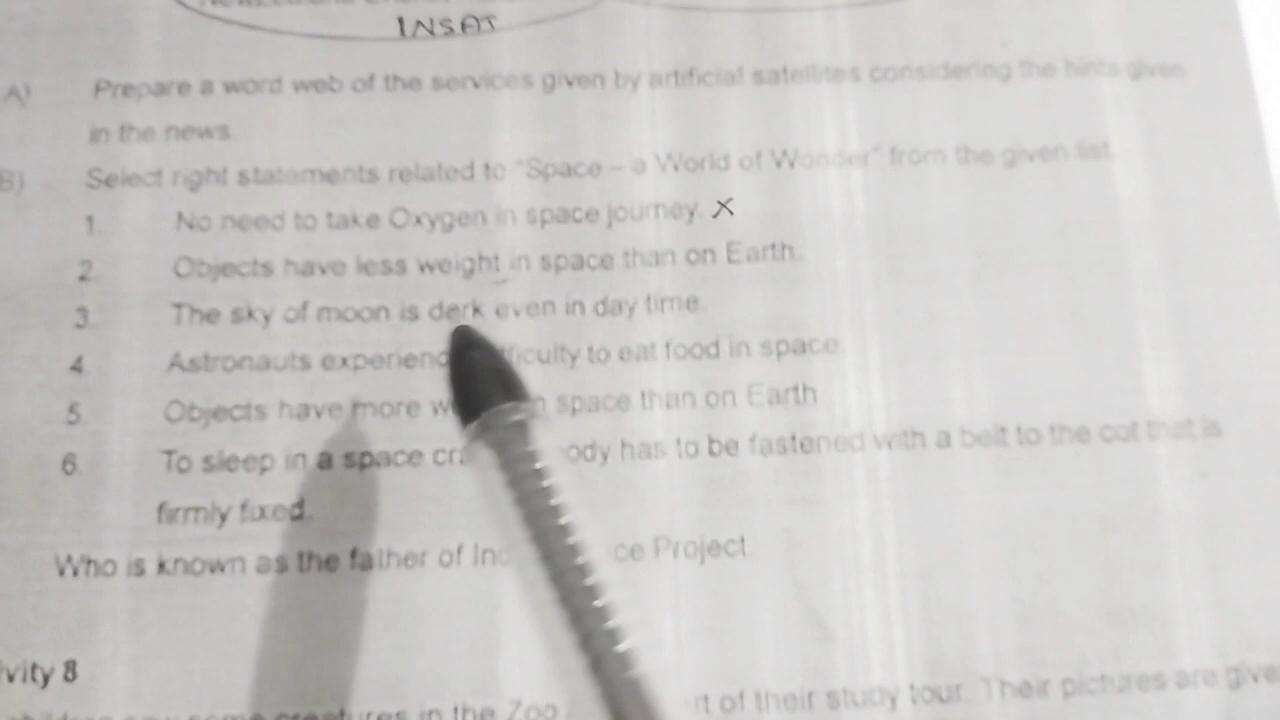 INSAT
A) Prepare a word web of the services given by artificial satellites considering the hints given
in the news.
B) Select right statements related to "Space – a World of Wonder" from the given list.
1. No need to take Oxygen in space journey. X
2. Objects have less weight in space than on Earth.
3. The sky of moon is dark even in day time.
4. Astronauts to eat food in space.
5. Objects have more space than on Earth
6. To sleep in a space has to be fastened with a belt to the cot that is
firmly fixed.
Who is known as the father of Project
vity 8
creatures in the Zoo of their study tour. Their pictures are give